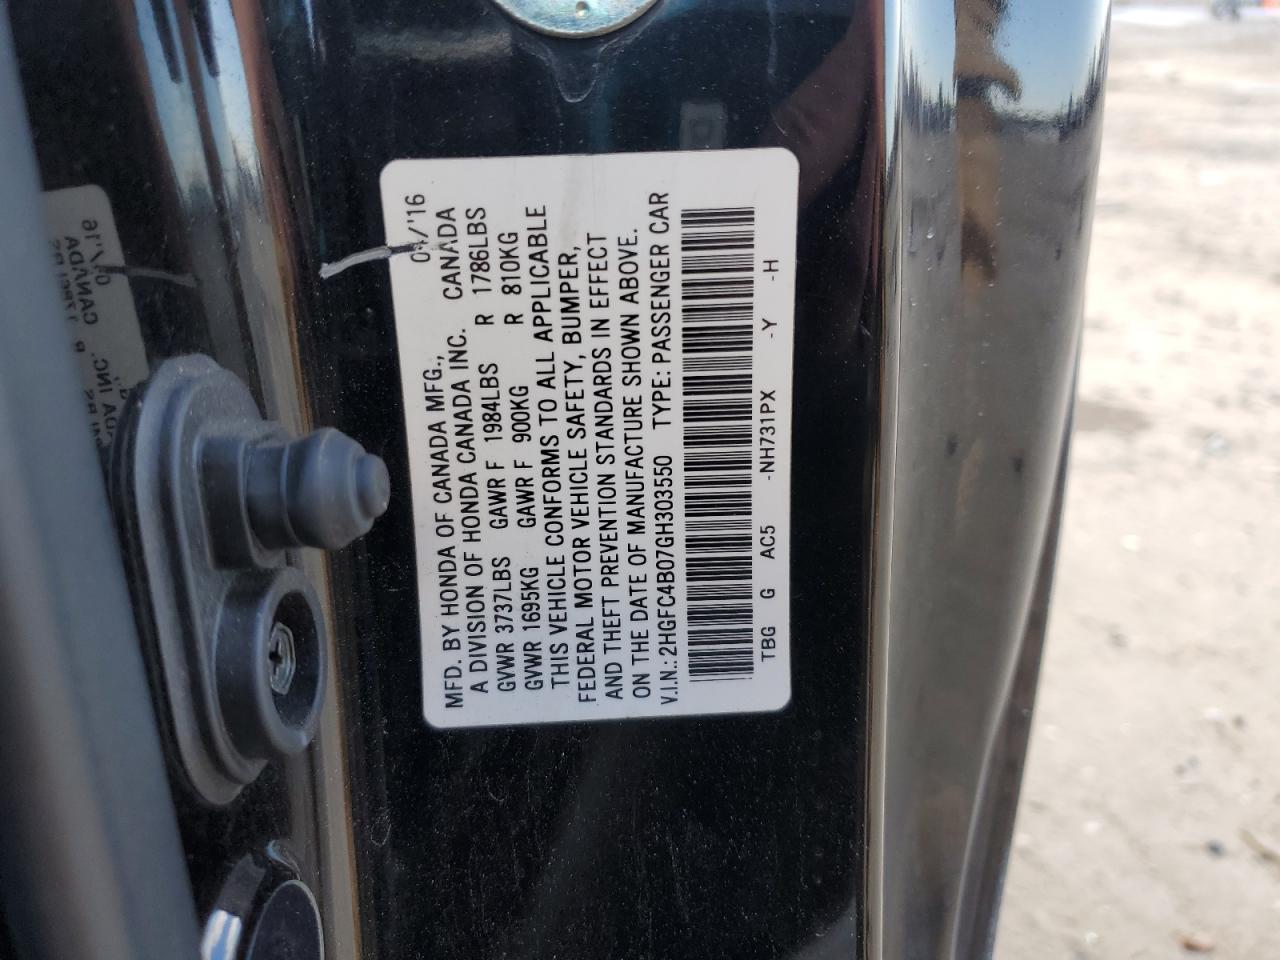 MFD. BY HONDA OF CANADA MFG., /'16
A DIVISION OF HONDA CANADA INC. CANADA
GVWR 3737LBS GAWR F 1984LBS R 1786LBS
GVWR 1695KG GAWR F 900KG R 810KG
THIS VEHICLE CONFORMS TO ALL APPLICABLE
FEDERAL MOTOR VEHICLE SAFETY, BUMPER,
AND THEFT PREVENTION STANDARDS IN EFFECT
ON THE DATE OF MANUFACTURE SHOWN ABOVE.
V.I.N.: 2HGFC4B07GH303550 TYPE: PASSENGER CAR
TBG G AC5 -NH731PX -Y -H